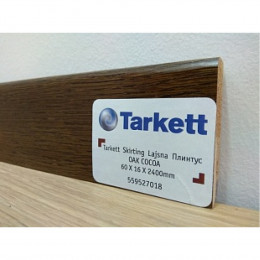 Tarkett
Tarkett Skirting Lajsna Плинтус
OAK COCOA
60 X 16 X 2400mm
559527018